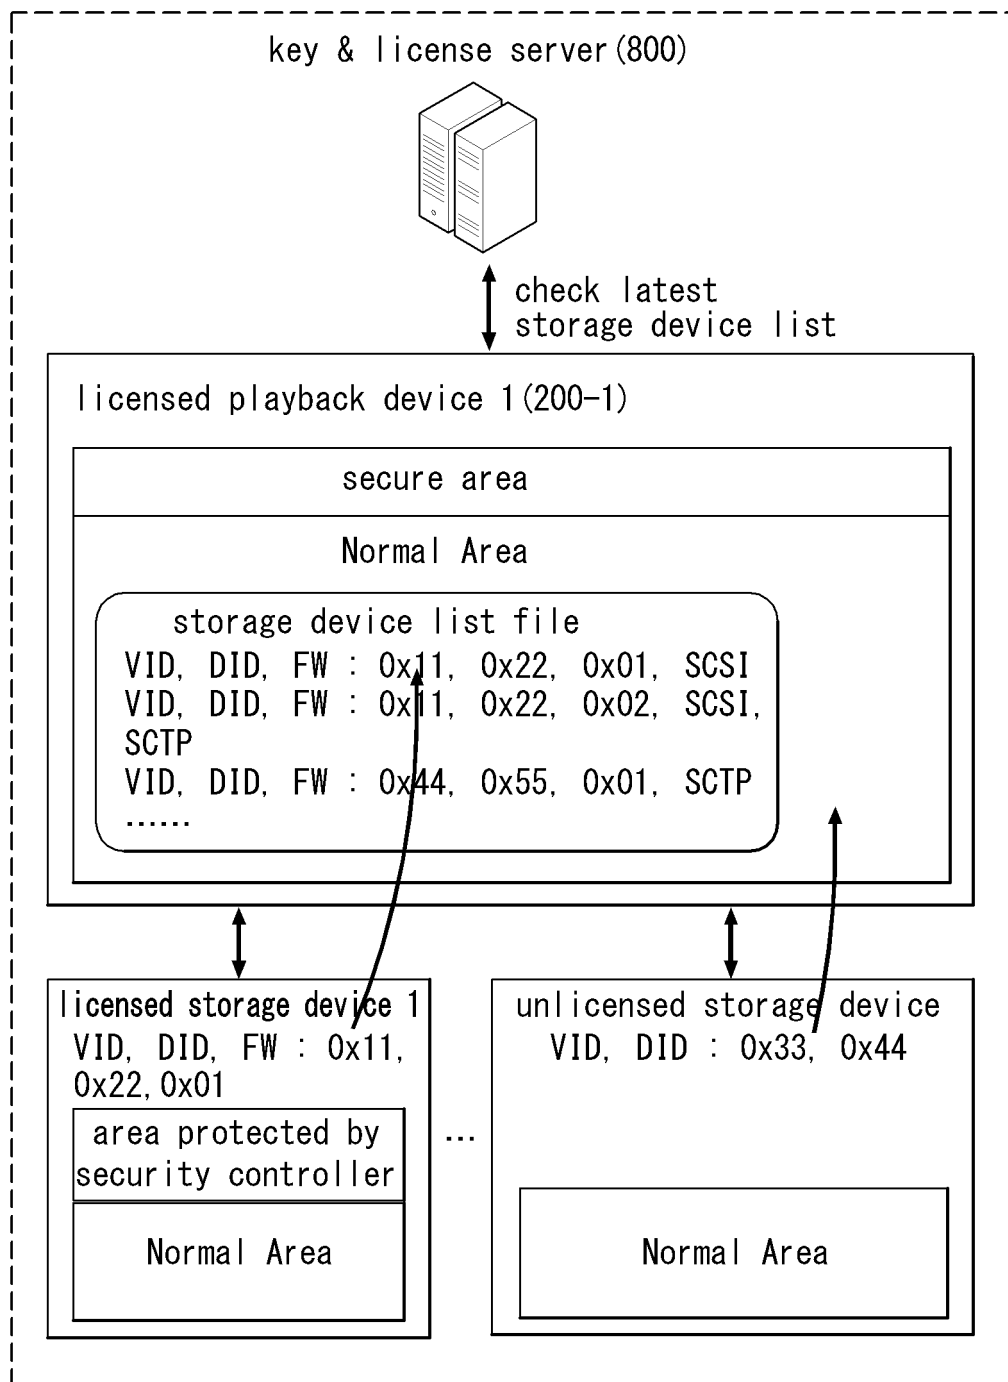 key & license server(800)
check latest
storage device list
licensed playback device 1(200-1)
secure area
Normal Area
storage device list file
VID, DID, FW : 0x11, 0x22, 0x01, SCSI
VID, DID, FW : 0x11, 0x22, 0x02, SCSI,
SCTP
VID, DID, FW : 0x44, 0x55, 0x01, SCTP
......
licensed storage device 1
VID, DID, FW : 0x11,
0x22,0x01
area protected by
security controller
Normal Area
...
unlicensed storage device
VID, DID : 0x33, 0x44
Normal Area